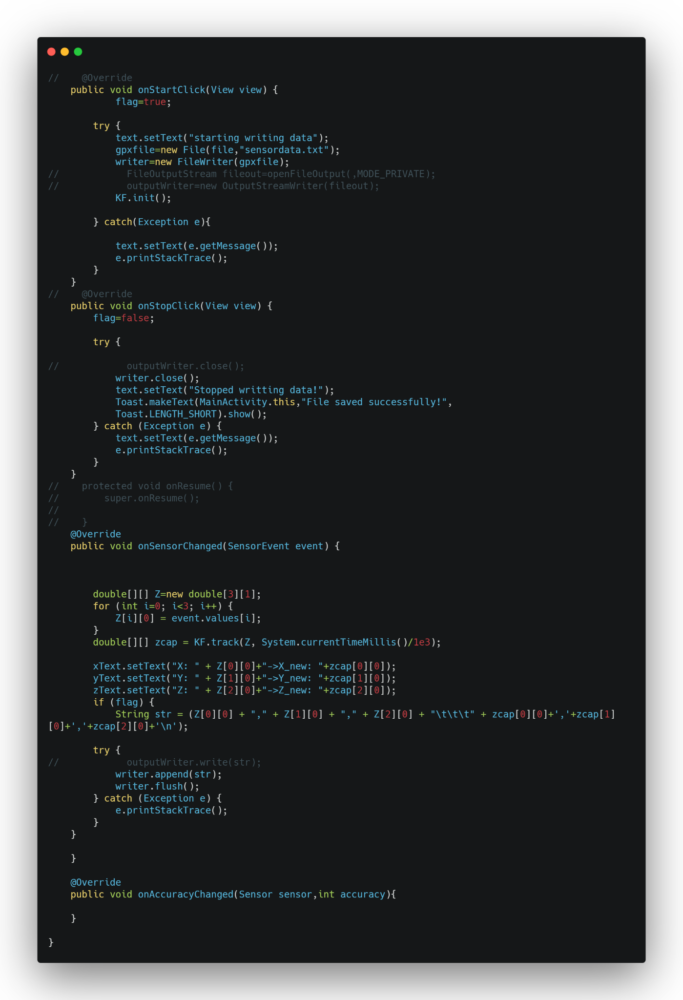 //    @Override
    public void onStartClick(View view) {
            flag=true;

        try {
            text.setText("starting writing data");
            gpxfile=new File(file,"sensordata.txt");
            writer=new FileWriter(gpxfile);
//            FileOutputStream fileout=openFileOutput(,MODE_PRIVATE);
//            outputWriter=new OutputStreamWriter(fileout);
            KF.init();

        } catch(Exception e){

            text.setText(e.getMessage());
            e.printStackTrace();
        }
    }
//    @Override
    public void onStopClick(View view) {
        flag=false;

        try {

//            outputWriter.close();
            writer.close();
            text.setText("Stopped writting data!");
            Toast.makeText(MainActivity.this,"File saved successfully!",
            Toast.LENGTH_SHORT).show();
        } catch (Exception e) {
            text.setText(e.getMessage());
            e.printStackTrace();
        }
    }
//    protected void onResume() {
//        super.onResume();
//
//    }
    @Override
    public void onSensorChanged(SensorEvent event) {



        double[][] Z=new double[3][1];
        for (int i=0; i<3; i++) {
            Z[i][0] = event.values[i];
        }
        double[][] zcap = KF.track(Z, System.currentTimeMillis()/1e3);

        xText.setText("X: " + Z[0][0]+"->X_new: "+zcap[0][0]);
        yText.setText("Y: " + Z[1][0]+"->Y_new: "+zcap[1][0]);
        zText.setText("Z: " + Z[2][0]+"->Z_new: "+zcap[2][0]);
        if (flag) {
            String str = (Z[0][0] + "," + Z[1][0] + "," + Z[2][0] + "\t\t\t" + zcap[0][0]+','+zcap[1]
[0]+','+zcap[2][0]+'\n');

        try {
//            outputWriter.write(str);
            writer.append(str);
            writer.flush();
        } catch (Exception e) {
            e.printStackTrace();
        }
    }

    }

    @Override
    public void onAccuracyChanged(Sensor sensor,int accuracy){

    }

}